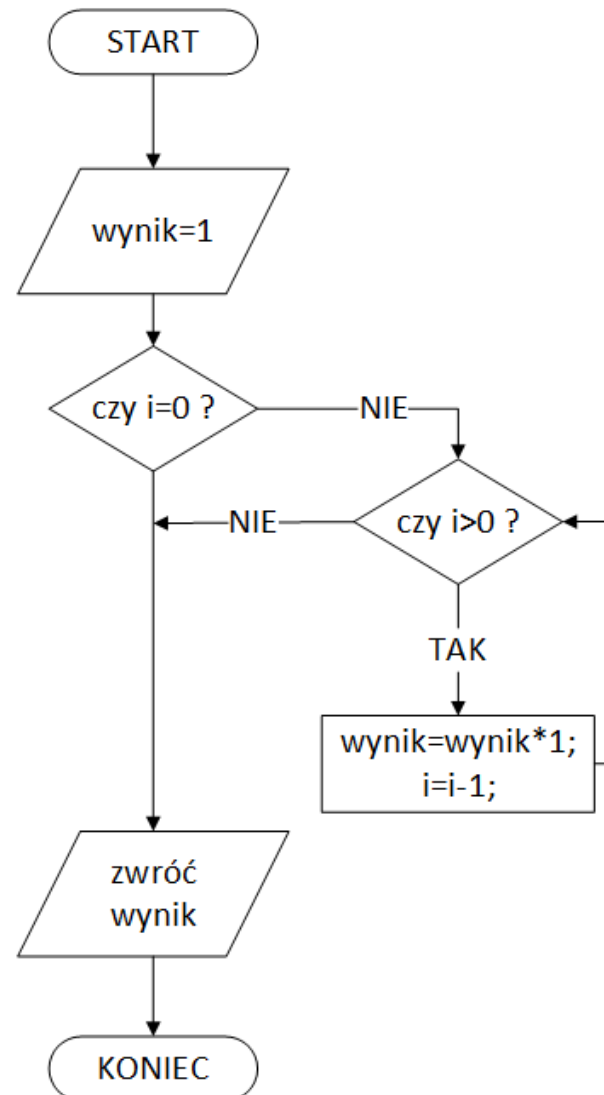 START
wynik=1
czy i=0 ?
NIE
czy i>0 ?
NIE
TAK
wynik=wynik*1;
i=i-1;
zwróć
wynik
KONIEC